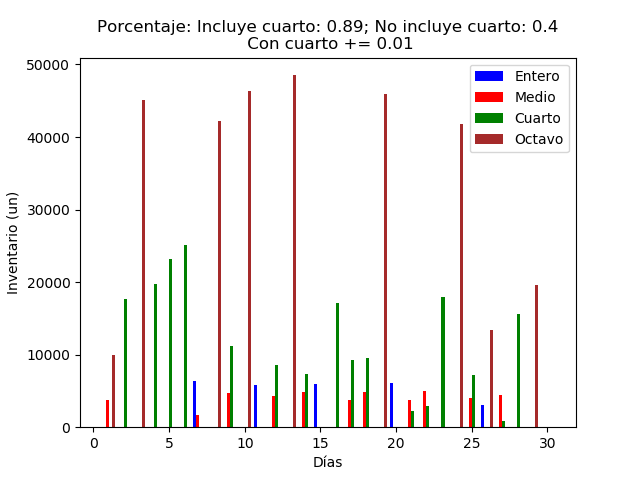 Porcentaje: Incluye cuarto: 0.89; No incluye cuarto: 0.4
Con cuarto += 0.01
50000
40000
30000
20000
10000
0
Inventario (un)
Entero
Medio
Cuarto
Octavo
0 5 10 15 20 25 30
Días